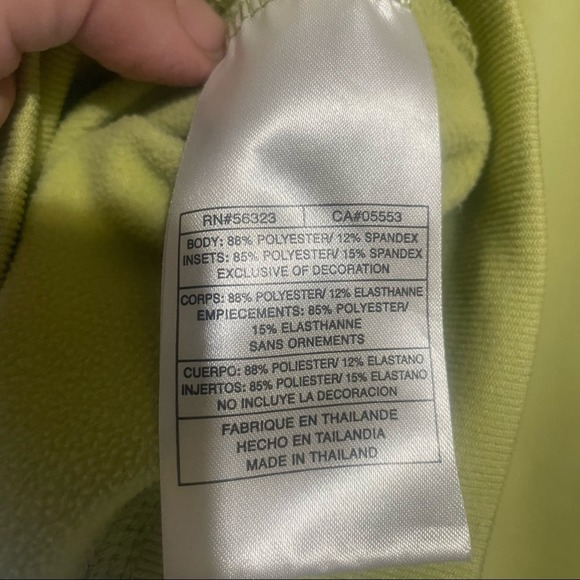 RN#56323 CA#05553
BODY: 88% POLYESTER/ 12% SPANDEX
INSETS: 85% POLYESTER/ 15% SPANDEX
EXCLUSIVE OF DECORATION
CORPS: 88% POLYESTER/ 12% ELASTHANNE
EMPIECEMENTS: 85% POLYESTER/
15% ELASTHANNE
SANS ORNEMENTS
CUERPO: 88% POLIESTER/ 12% ELASTANO
INJERTOS: 85% POLIESTER/ 15% ELASTANO
NO INCLUYE LA DECORACION
FABRIQUE EN THAILANDE
HECHO EN TAILANDIA
MADE IN THAILAND